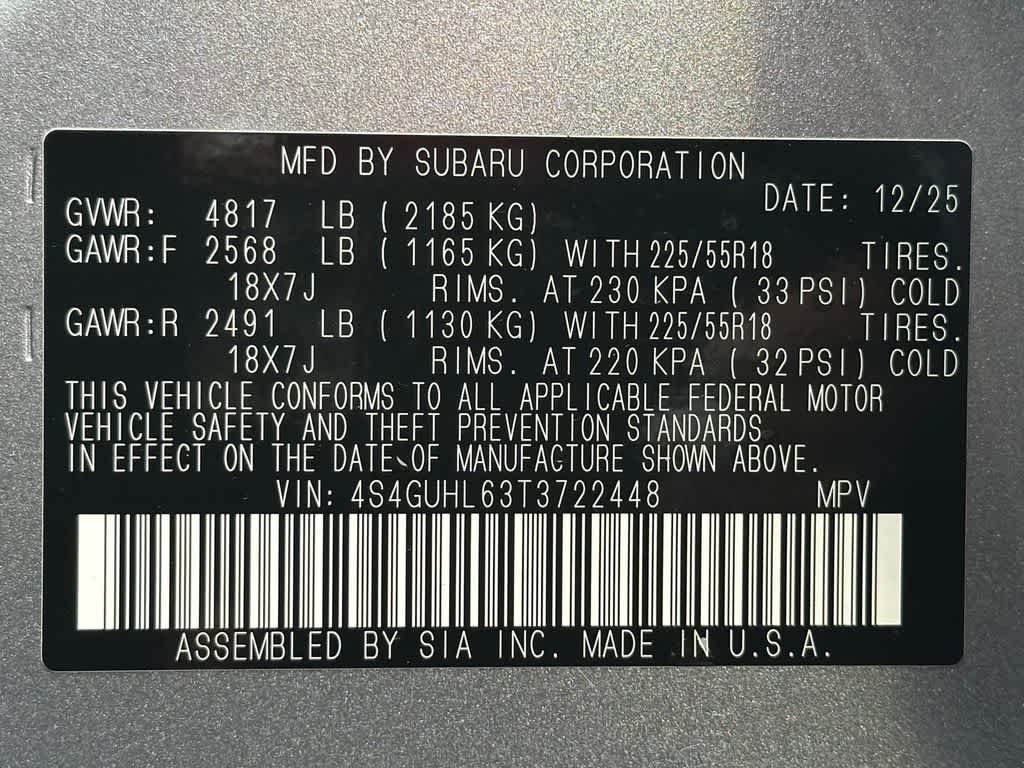 MFD BY SUBARU CORPORATION
DATE: 12/25
GVWR: 4817 LB ( 2185 KG)
GAWR:F 2568 LB ( 1165 KG) WITH 225/55R18 TIRES.
18X7J RIMS. AT 230 KPA ( 33 PSI) COLD
GAWR:R 2491 LB ( 1130 KG) WITH 225/55R18 TIRES.
18X7J RIMS. AT 220 KPA ( 32 PSI) COLD
THIS VEHICLE CONFORMS TO ALL APPLICABLE FEDERAL MOTOR
VEHICLE SAFETY AND THEFT PREVENTION STANDARDS
IN EFFECT ON THE DATE OF MANUFACTURE SHOWN ABOVE.
VIN: 4S4GUHL63T3722448 MPV
ASSEMBLED BY SIA INC. MADE IN U.S.A.